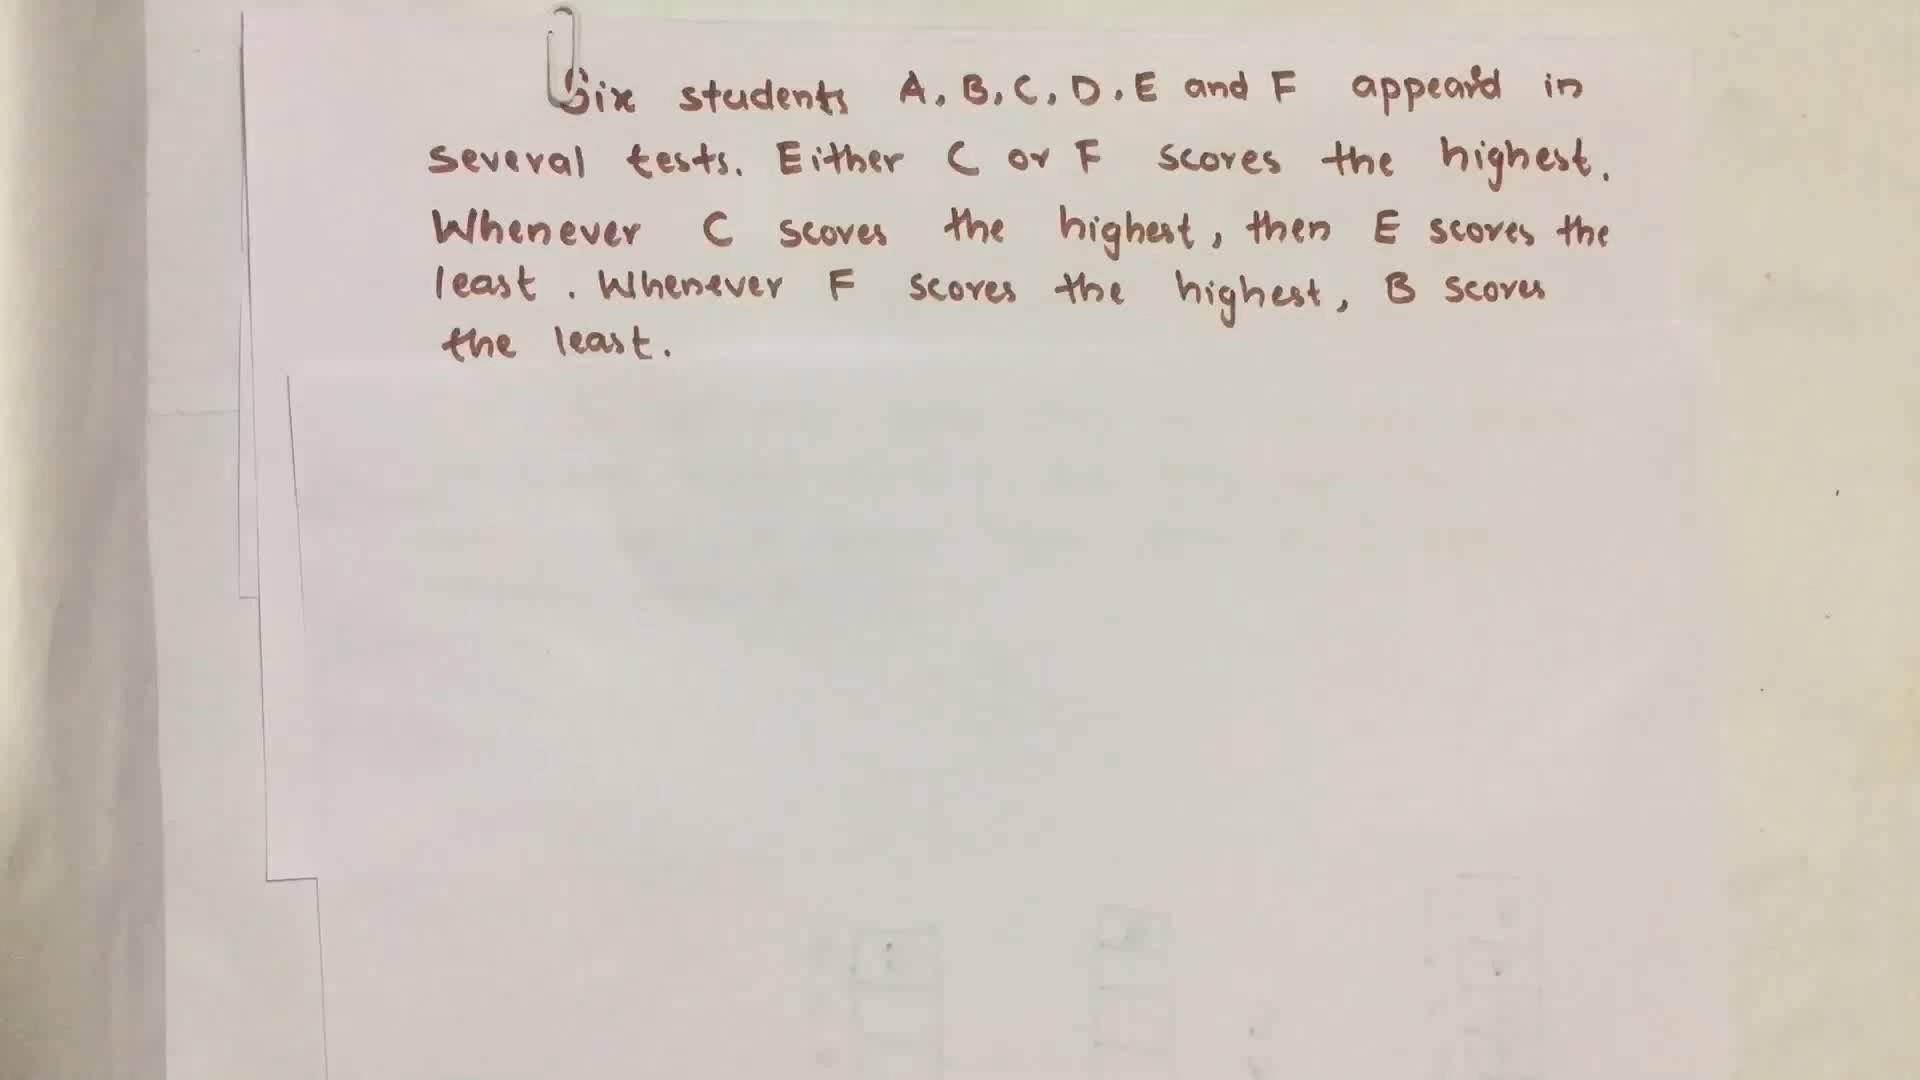 Six students A, B, C, D, E and F appear'd in
several tests. Either C or F scores the highest.
Whenever C scores the highest, then E scores the
least. Whenever F scores the highest, B scores
the least.